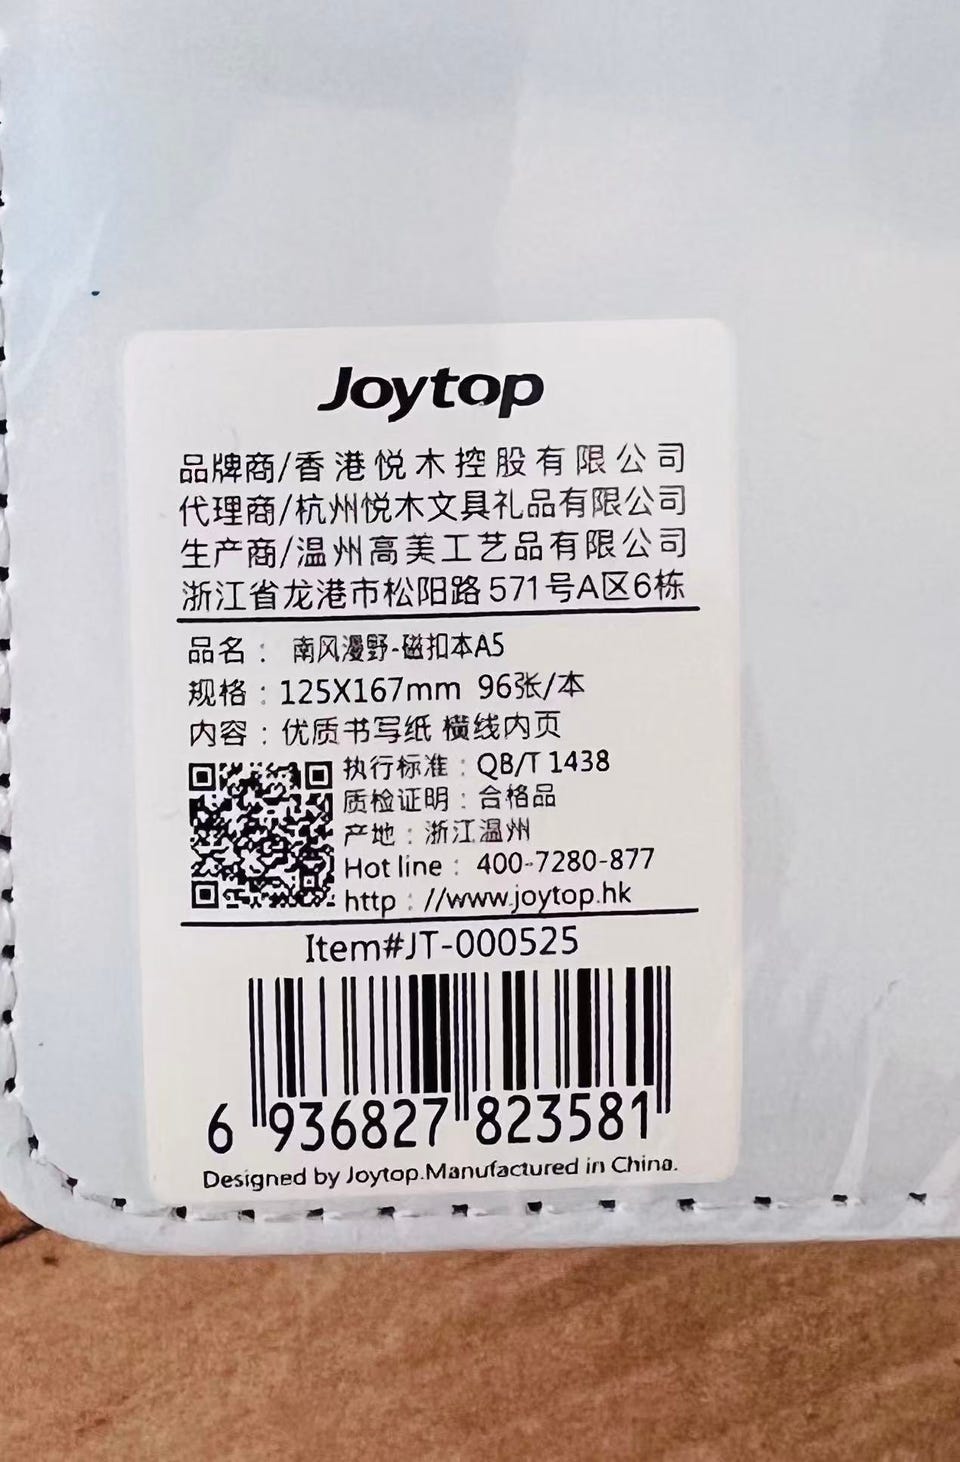 Joytop
品牌商/香港悦木控股有限公司
代理商/杭州悦木文具礼品有限公司
生产商/温州高美工艺品有限公司
浙江省龙港市松阳路571号A区6栋
品名：南风漫野-磁扣本A5
规格：125X167mm 96张/本
内容：优质书写纸 横线内页
执行标准：QB/T 1438
质检证明：合格品
产地：浙江温州
Hot line：400-7280-877
http：//www.joytop.hk
Item#JT-000525
6 936827 823581
Designed by Joytop.Manufactured in China.